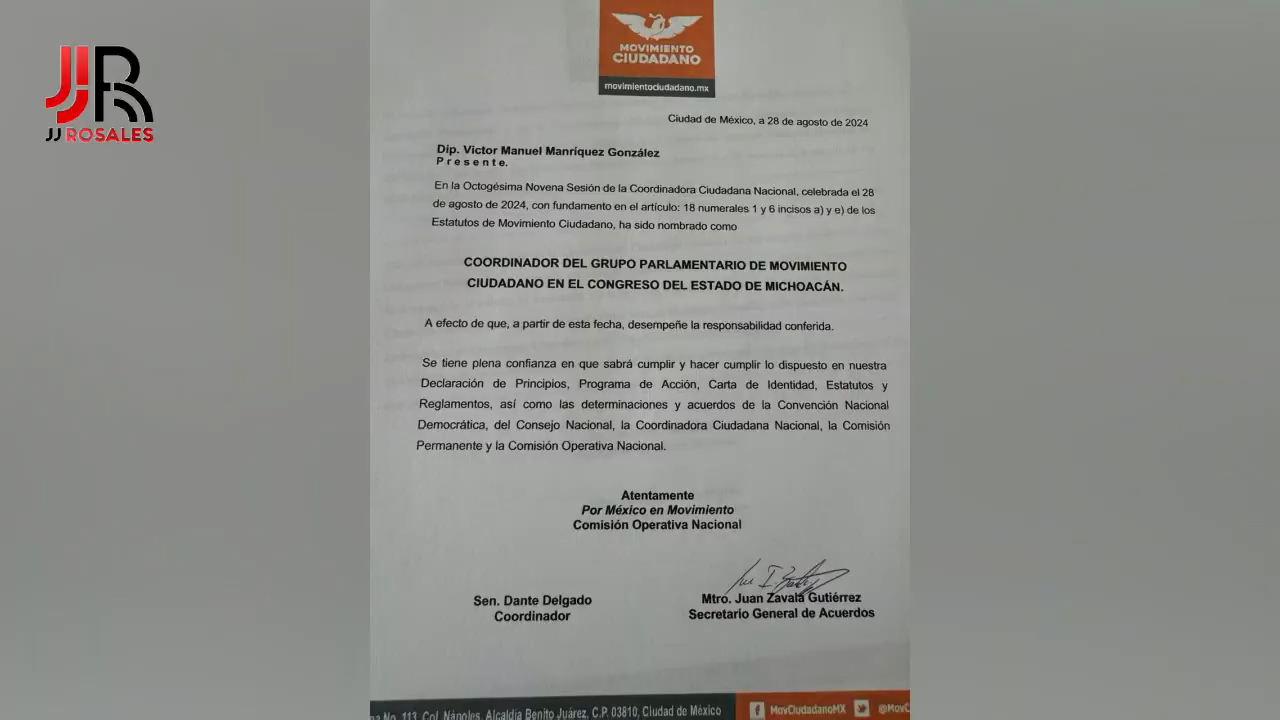 JJR
JJ ROSALES
MOVIMIENTO
CIUDADANO
movimientociudadano.mx
Ciudad de México, a 28 de agosto de 2024
Dip. Victor Manuel Manríquez González
P r e s e n t e.
En la Octogésima Novena Sesión de la Coordinadora Ciudadana Nacional, celebrada el 28
de agosto de 2024, con fundamento en el artículo: 18 numerales 1 y 6 incisos a) y e) de los
Estatutos de Movimiento Ciudadano, ha sido nombrado como
COORDINADOR DEL GRUPO PARLAMENTARIO DE MOVIMIENTO
CIUDADANO EN EL CONGRESO DEL ESTADO DE MICHOACÁN.
A efecto de que, a partir de esta fecha, desempeñe la responsabilidad conferida.
Se tiene plena confianza en que sabrá cumplir y hacer cumplir lo dispuesto en nuestra
Declaración de Principios, Programa de Acción, Carta de Identidad, Estatutos y
Reglamentos, así como las determinaciones y acuerdos de la Convención Nacional
Democrática, del Consejo Nacional, la Coordinadora Ciudadana Nacional, la Comisión
Permanente y la Comisión Operativa Nacional.
Atentamente
Por México en Movimiento
Comisión Operativa Nacional
Sen. Dante Delgado
Coordinador
Mtro. Juan Zavala Gutiérrez
Secretario General de Acuerdos
No. 113, Col. Nápoles, Alcaldía Benito Juárez, C.P. 03810, Ciudad de México
MovCiudadanoMX
@MovC